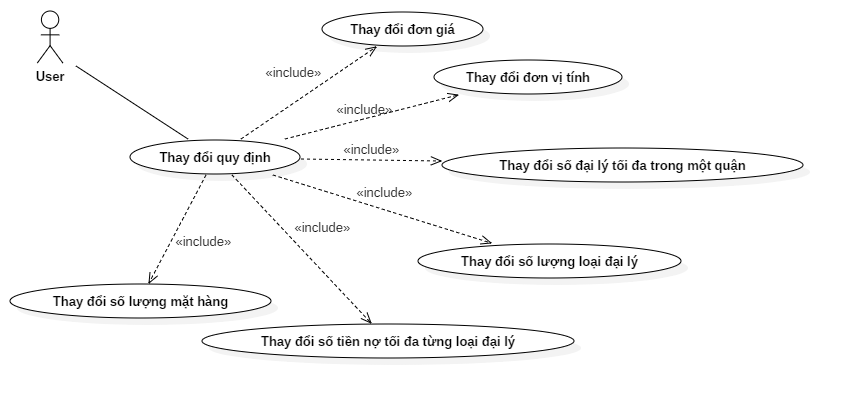 Thay đổi đơn giá
User
«include»
Thay đổi đơn vị tính
«include»
Thay đổi quy định
«include»
Thay đổi số đại lý tối đa trong một quận
«include»
«include»
«include»
Thay đổi số lượng loại đại lý
Thay đổi số lượng mặt hàng
Thay đổi số tiền nợ tối đa từng loại đại lý